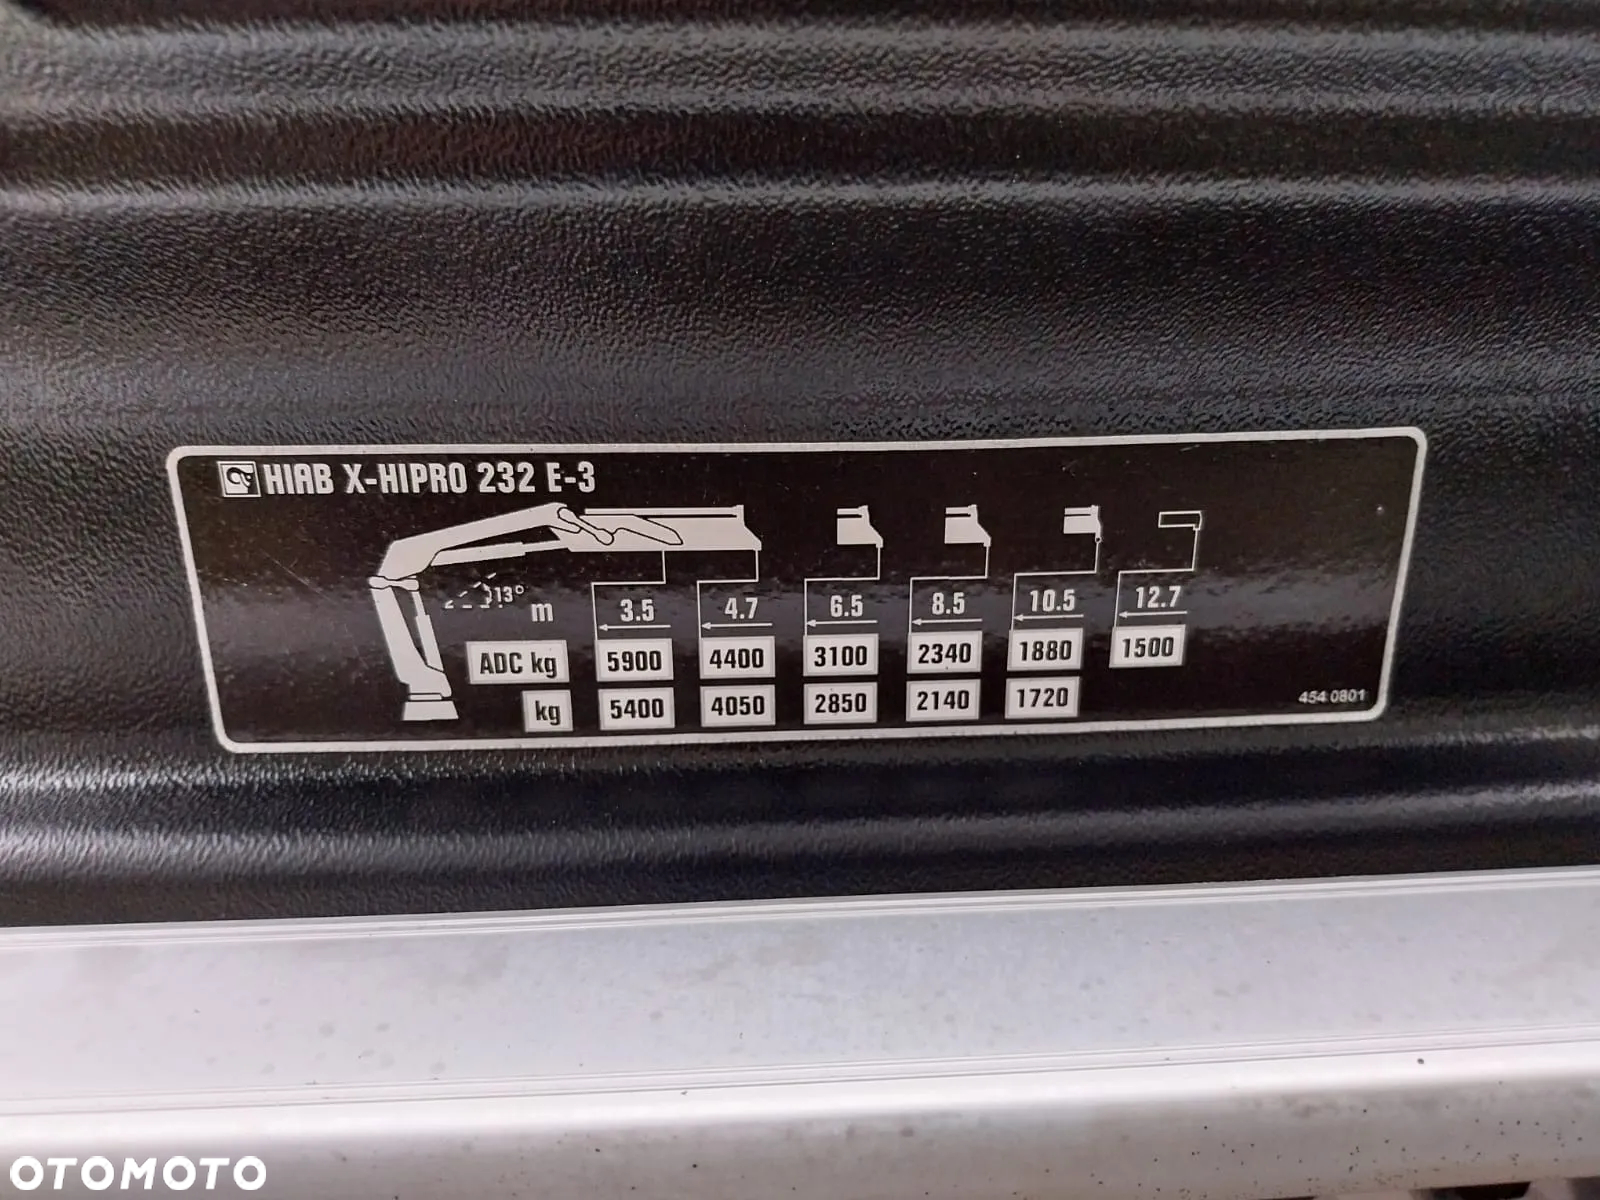 HIAB X-HIPRO 232 E-3
13°
m 3.5 4.7 6.5 8.5 10.5 12.7
ADC kg 5900 4400 3100 2340 1880 1500
kg 5400 4050 2850 2140 1720
454 0801
OTOMOTO